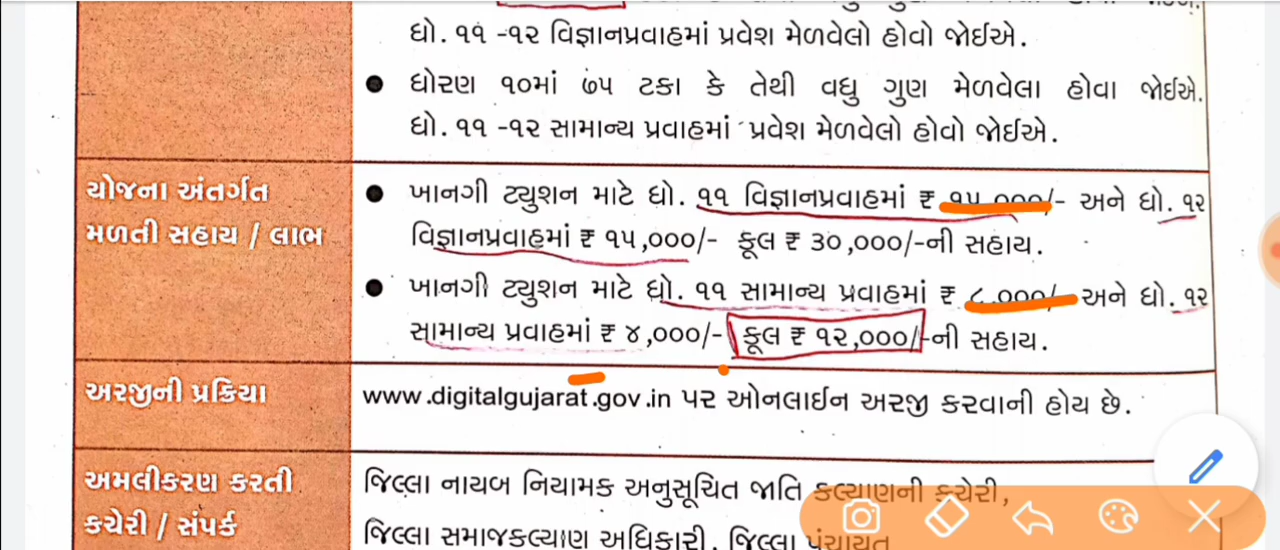 ધો. ૧૧ -૧૨ વિજ્ઞાનપ્રવાહમાં પ્રવેશ મેળવેલો હોવો જોઈએ.
● ધોરણ ૧૦માં ૭૫ ટકા કે તેથી વધુ ગુણ મેળવેલા હોવા જોઈએ.
ધો. ૧૧ -૧૨ સામાન્ય પ્રવાહમાં પ્રવેશ મેળવેલો હોવો જોઈએ.
યોજના અંતર્ગત
મળતી સહાય / લાભ
● ખાનગી ટ્યુશન માટે ધો. ૧૧ વિજ્ઞાનપ્રવાહમાં ₹ ૧૫,૦૦૦/- અને ધો. ૧૨
વિજ્ઞાનપ્રવાહમાં ₹ ૧૫,૦૦૦/- કૂલ ₹ ૩૦,૦૦૦/-ની સહાય.
● ખાનગી ટ્યુશન માટે ધો. ૧૧ સામાન્ય પ્રવાહમાં ₹ ૮,૦૦૦/- અને ધો. ૧૨
સામાન્ય પ્રવાહમાં ₹ ૪,૦૦૦/- કૂલ ₹ ૧૨,૦૦૦/-ની સહાય.
અરજીની પ્રક્રિયા
www.digitalgujarat.gov.in પર ઓનલાઈન અરજી કરવાની હોય છે.
અમલીકરણ કરતી
કચેરી / સંપર્ક
જિલ્લા નાયબ નિયામક અનુસૂચિત જાતિ કલ્યાણની કચેરી,
જિલ્લા સમાજકલ્યાણ અધિકારી, જિલ્લા પંચાયત